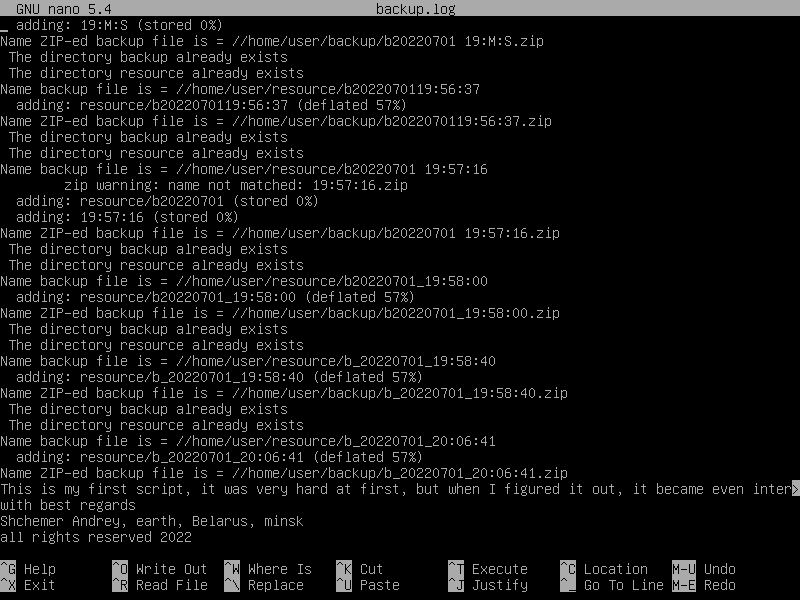 GNU nano 5.4 backup.log
adding: 19:M:S (stored 0%)
Name ZIP-ed backup file is = //home/user/backup/b20220701 19:M:S.zip
The directory backup already exists
The directory resource already exists
Name backup file is = //home/user/resource/b2022070119:56:37
adding: resource/b2022070119:56:37 (deflated 57%)
Name ZIP-ed backup file is = //home/user/backup/b2022070119:56:37.zip
The directory backup already exists
The directory resource already exists
Name backup file is = //home/user/resource/b20220701 19:57:16
zip warning: name not matched: 19:57:16.zip
adding: resource/b20220701 (stored 0%)
adding: 19:57:16 (stored 0%)
Name ZIP-ed backup file is = //home/user/backup/b20220701 19:57:16.zip
The directory backup already exists
The directory resource already exists
Name backup file is = //home/user/resource/b20220701_19:58:00
adding: resource/b20220701_19:58:00 (deflated 57%)
Name ZIP-ed backup file is = //home/user/backup/b20220701_19:58:00.zip
The directory backup already exists
The directory resource already exists
Name backup file is = //home/user/resource/b_20220701_19:58:40
adding: resource/b_20220701_19:58:40 (deflated 57%)
Name ZIP-ed backup file is = //home/user/backup/b_20220701_19:58:40.zip
The directory backup already exists
The directory resource already exists
Name backup file is = //home/user/resource/b_20220701_20:06:41
adding: resource/b_20220701_20:06:41 (deflated 57%)
Name ZIP-ed backup file is = //home/user/backup/b_20220701_20:06:41.zip
This is my first script, it was very hard at first, but when I figured it out, it became even inter>
with best regards
Shchemer Andrey, earth, Belarus, minsk
all rights reserved 2022
^G Help ^O Write Out ^W Where Is ^K Cut ^T Execute ^C Location M-U Undo
^X Exit ^R Read File ^\ Replace ^U Paste ^J Justify ^_ Go To Line M-E Redo